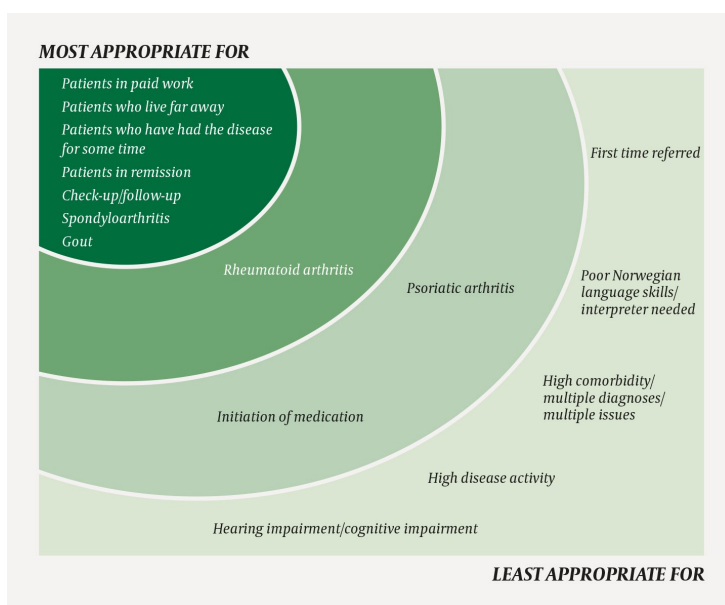 MOST APPROPRIATE FOR
Patients in paid work
Patients who live far away
Patients who have had the disease
for some time
Patients in remission
Check-up/follow-up
Spondyloarthritis
Gout
Rheumatoid arthritis
Psoriatic arthritis
Initiation of medication
First time referred
Poor Norwegian
language skills/
interpreter needed
High comorbidity/
multiple diagnoses/
multiple issues
High disease activity
Hearing impairment/cognitive impairment
LEAST APPROPRIATE FOR